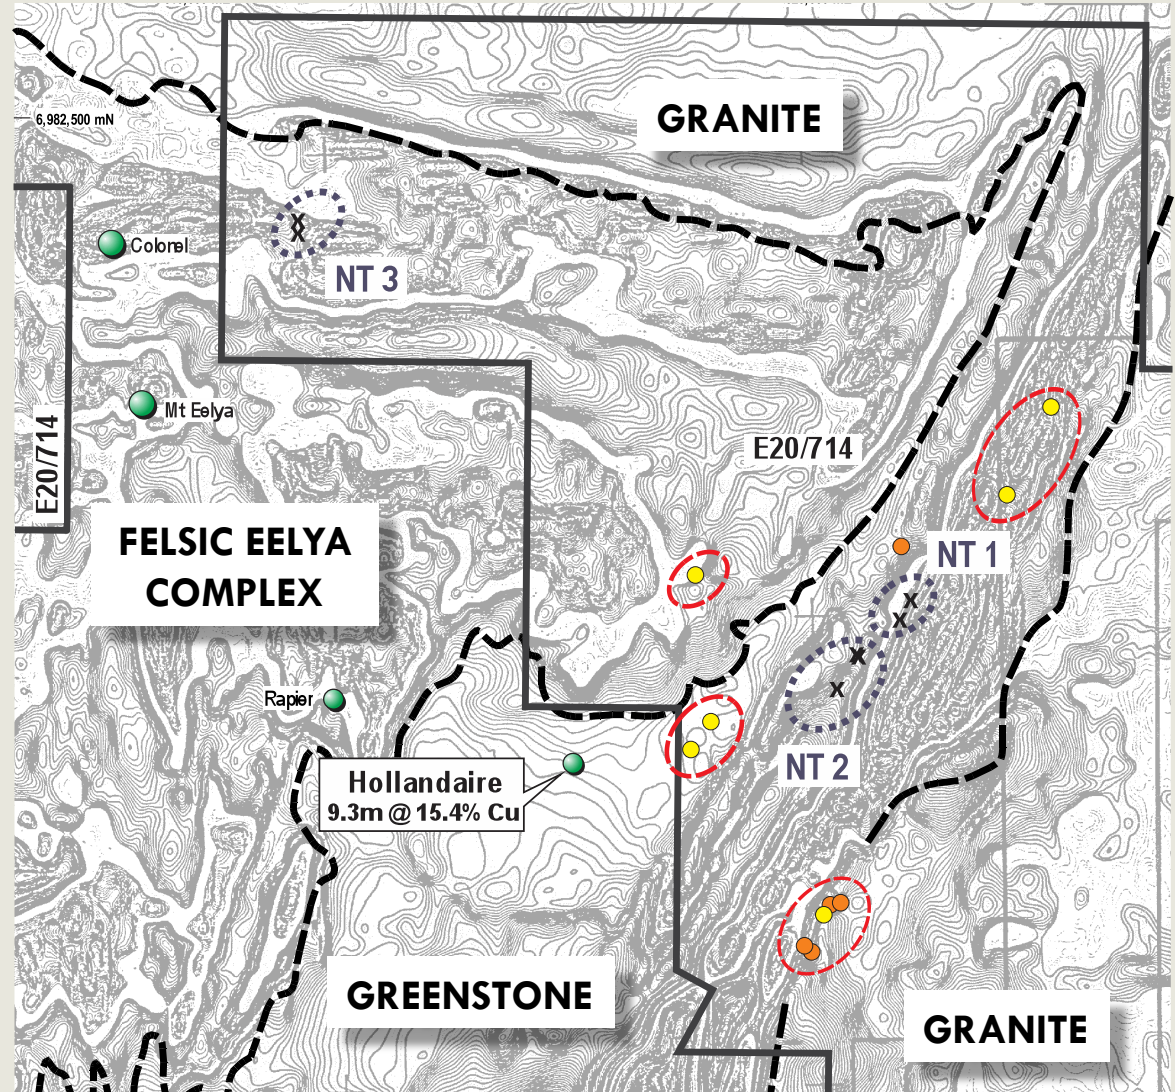 GRANITE
6,982,500 mN
Colonel
NT 3
Mt Eelya
E20/714
E20/714
FELSIC EELYA
COMPLEX
NT 1
Rapier
NT 2
Hollandaire
9.3m @ 15.4% Cu
GREENSTONE
GRANITE
X
X
X
X
X
X